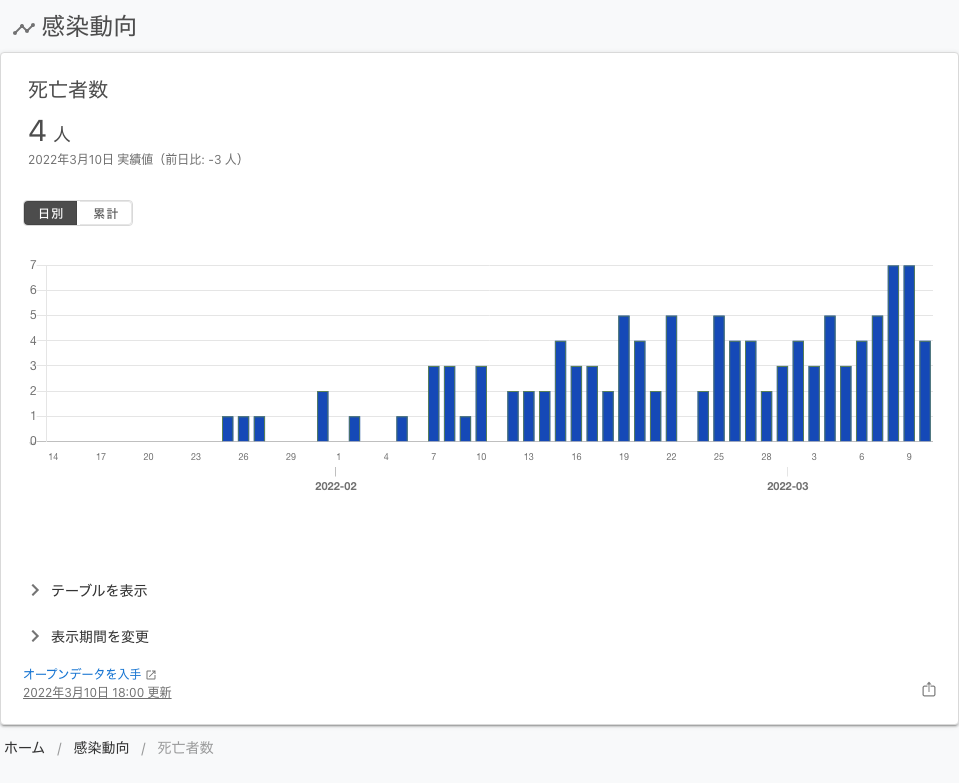 感染動向
死亡者数
4 人
2022年3月10日 実績値（前日比: -3 人）
日別 累計
7
6
5
4
3
2
1
0
14 17 20 23 26 29 1 4 7 10 13 16 19 22 25 28 3 6 9
2022-02 2022-03
テーブルを表示
表示期間を変更
オープンデータを入手
2022年3月10日 18:00 更新
ホーム / 感染動向 / 死亡者数